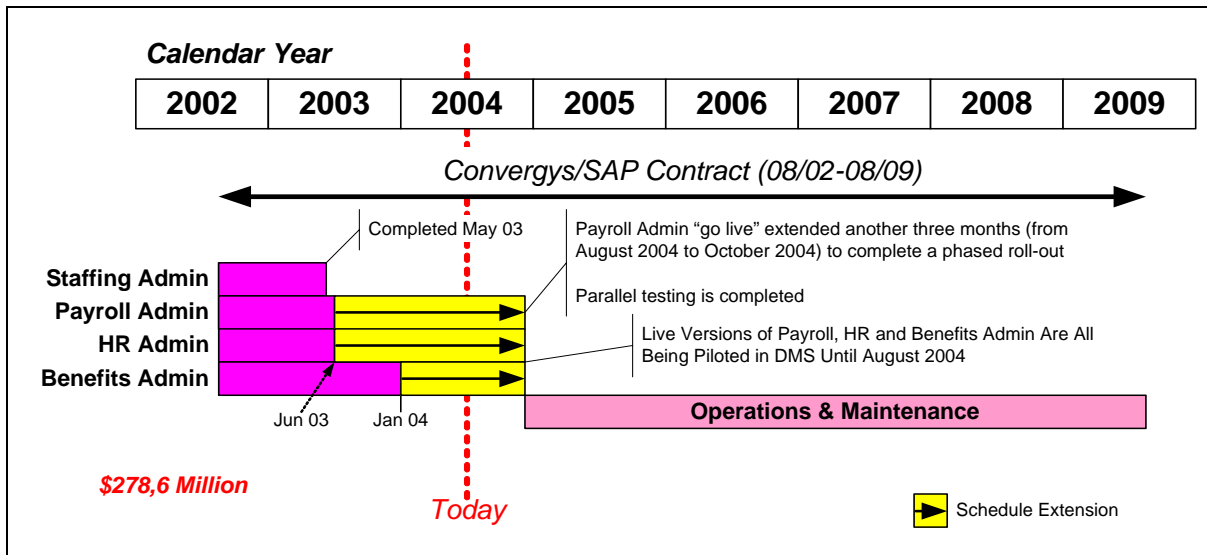 Calendar Year
2002 2003 2004 2005 2006 2007 2008 2009
Convergys/SAP Contract (08/02-08/09)
Completed May 03
Payroll Admin “go live” extended another three months (from
August 2004 to October 2004) to complete a phased roll-out
Parallel testing is completed
Staffing Admin
Payroll Admin
HR Admin
Benefits Admin
Live Versions of Payroll, HR and Benefits Admin Are All
Being Piloted in DMS Until August 2004
Jun 03
Jan 04
Operations & Maintenance
$278,6 Million
Today
Schedule Extension